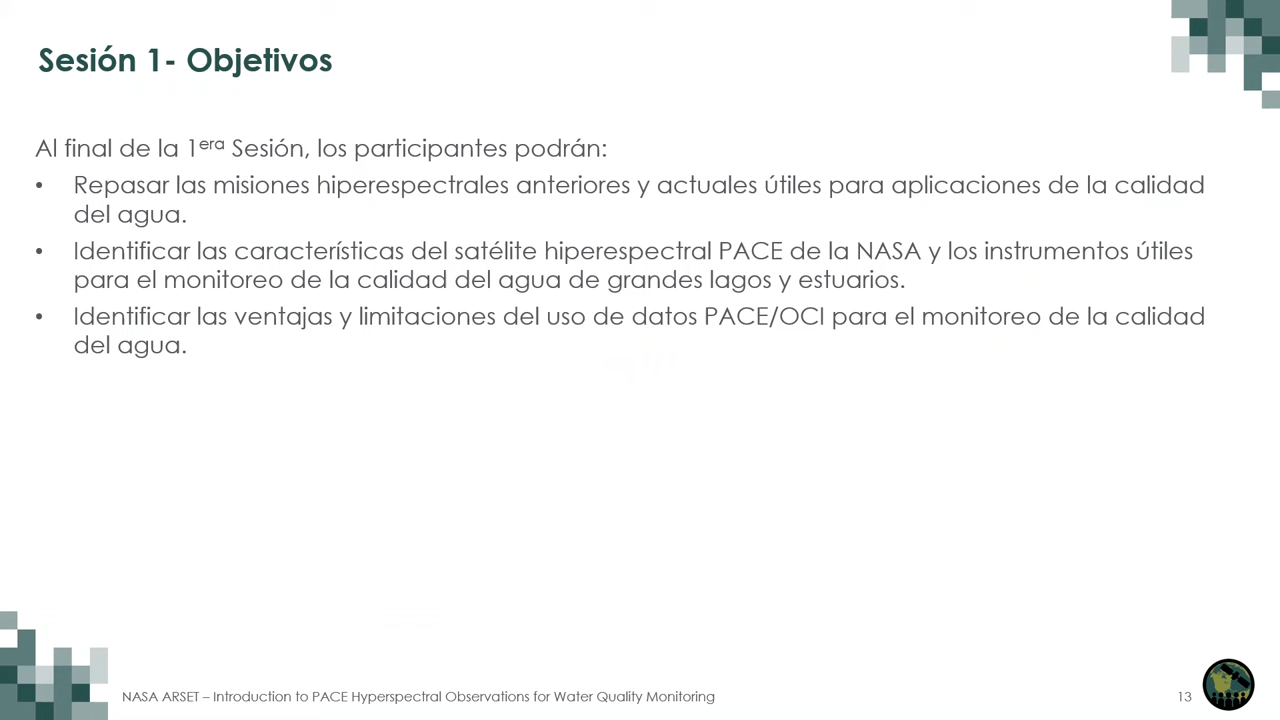 Sesión 1- Objetivos
Al final de la 1era Sesión, los participantes podrán:
• Repasar las misiones hiperespectrales anteriores y actuales útiles para aplicaciones de la calidad
del agua.
• Identificar las características del satélite hiperespectral PACE de la NASA y los instrumentos útiles
para el monitoreo de la calidad del agua de grandes lagos y estuarios.
• Identificar las ventajas y limitaciones del uso de datos PACE/OCI para el monitoreo de la calidad
del agua.
NASA ARSET – Introduction to PACE Hyperspectral Observations for Water Quality Monitoring
13